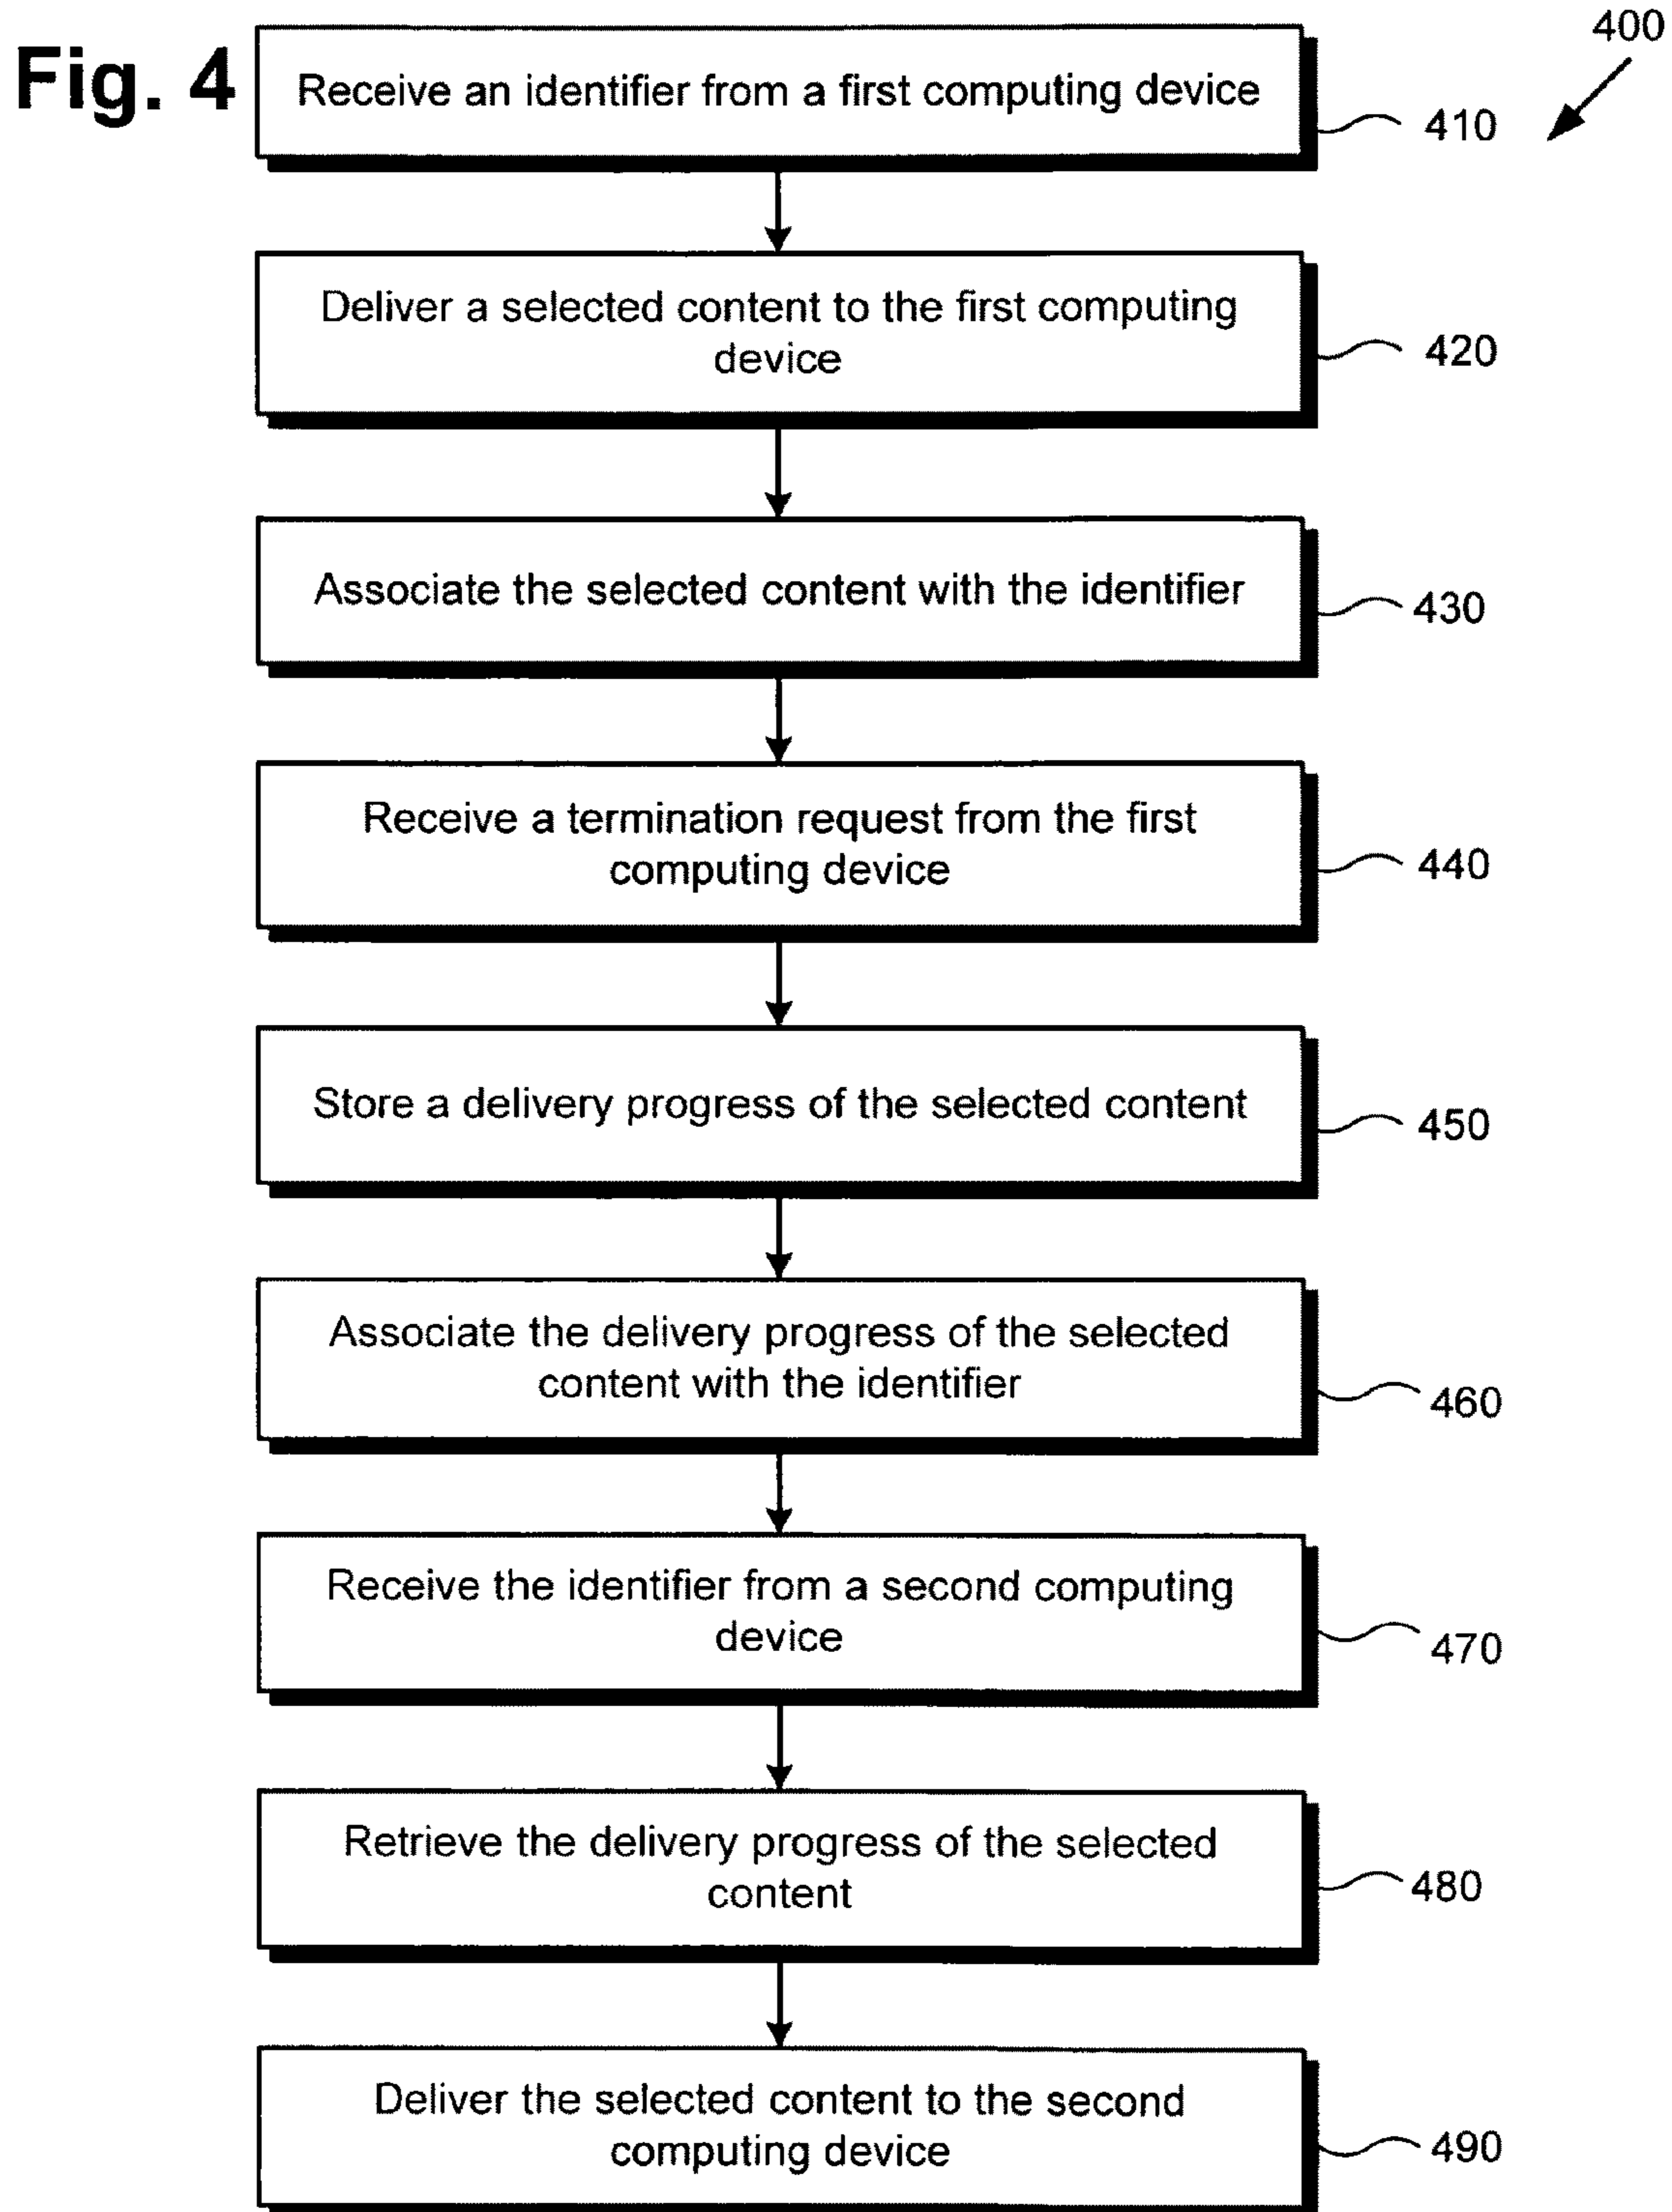 Fig. 4
400
Receive an identifier from a first computing device
410
Deliver a selected content to the first computing
device
420
Associate the selected content with the identifier
430
Receive a termination request from the first
computing device
440
Store a delivery progress of the selected content
450
Associate the delivery progress of the selected
content with the identifier
460
Receive the identifier from a second computing
device
470
Retrieve the delivery progress of the selected
content
480
Deliver the selected content to the second
computing device
490